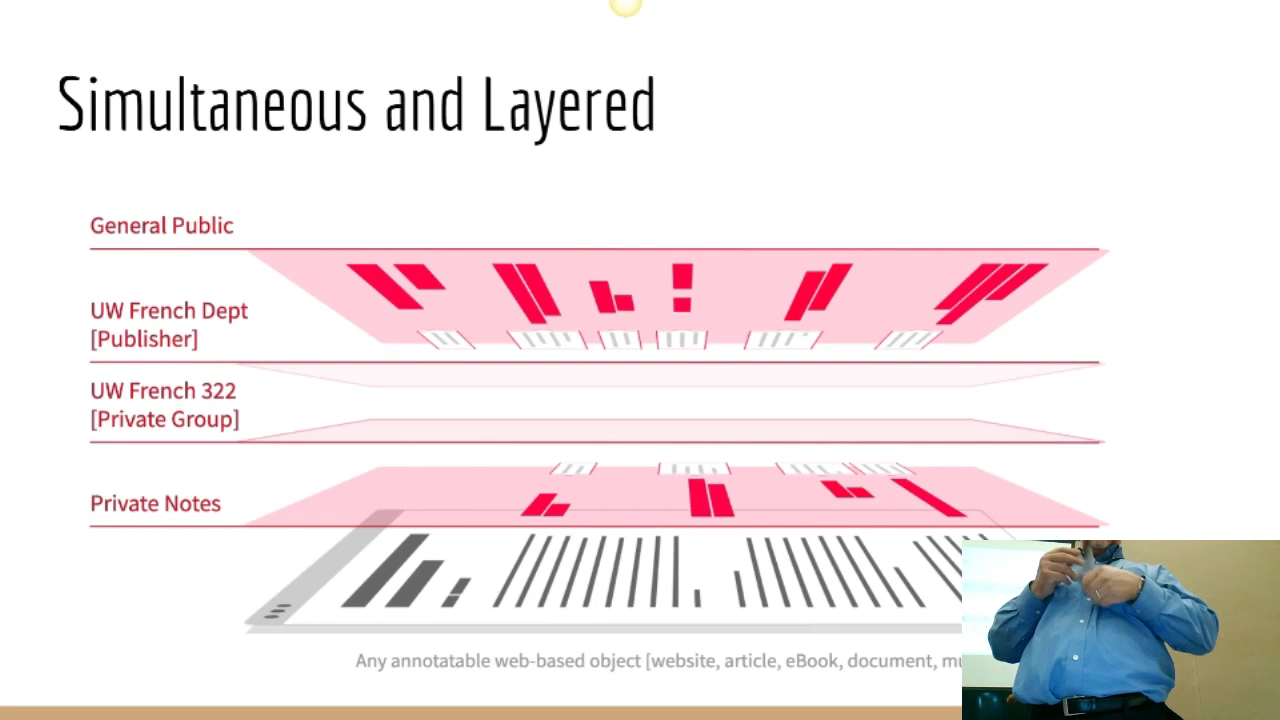 Simultaneous and Layered
General Public
UW French Dept
[Publisher]
UW French 322
[Private Group]
Private Notes
Any annotatable web-based object [website, article, eBook, document,